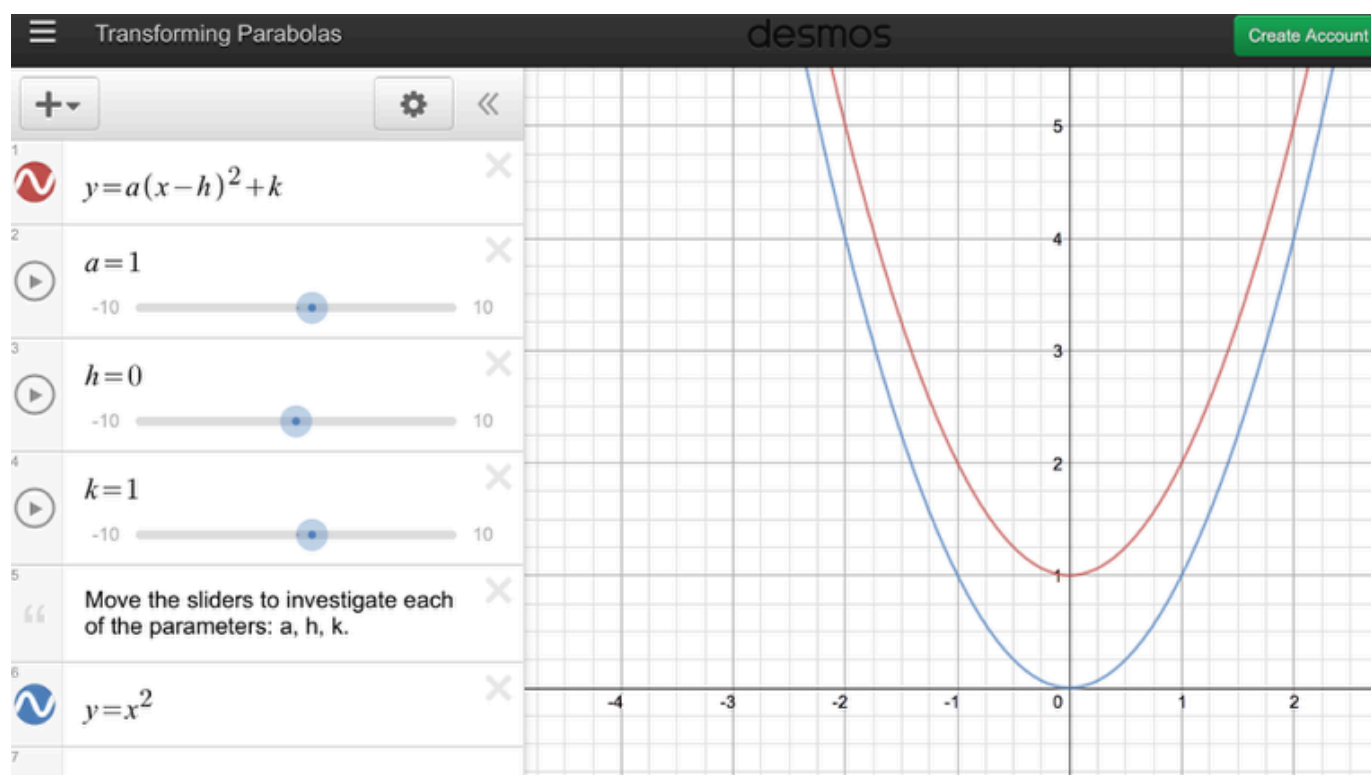 Transforming Parabolas
desmos
Create Account
1
y=a(x−h)²+k
2
a=1
-10 10
3
h=0
-10 10
4
k=1
-10 10
5
Move the sliders to investigate each
of the parameters: a, h, k.
6
y=x²
7
5
4
3
2
1
-4 -3 -2 -1 0 1 2